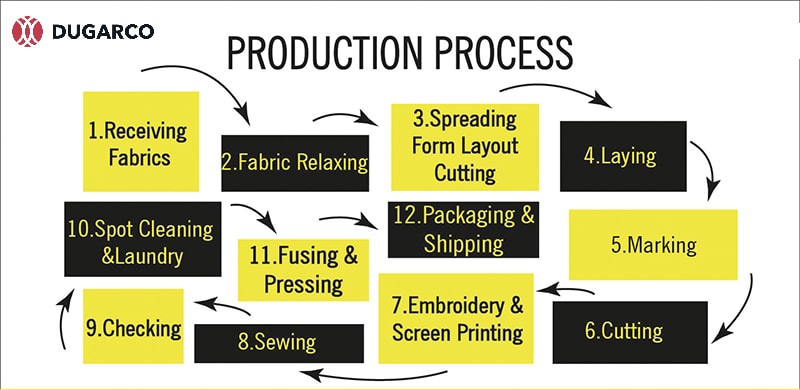 DUGARCO
PRODUCTION PROCESS
1.Receiving
Fabrics
2.Fabric Relaxing
3.Spreading
Form Layout
Cutting
4.Laying
5.Marking
6.Cutting
7.Embroidery &
Screen Printing
8.Sewing
9.Checking
10.Spot Cleaning
&Laundry
11.Fusing &
Pressing
12.Packaging &
Shipping